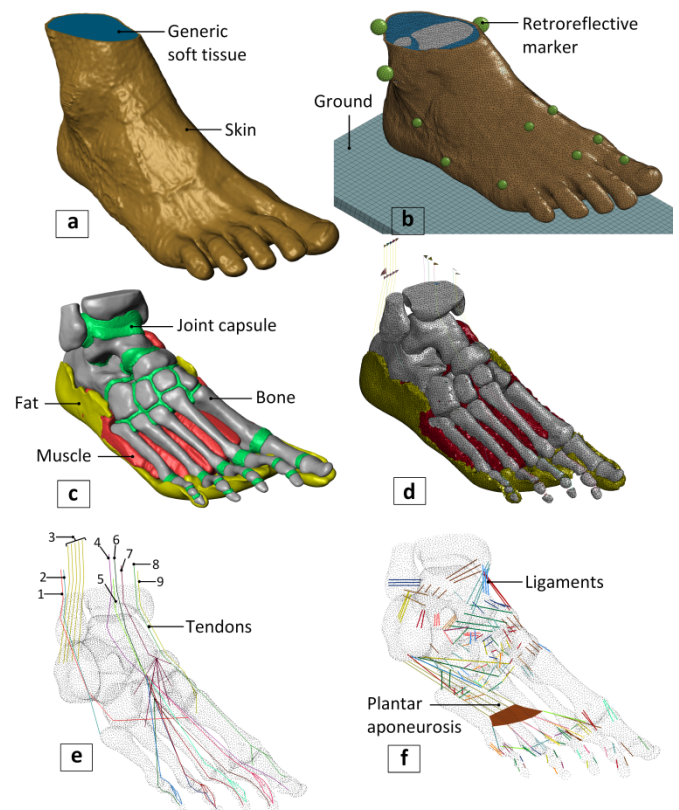 Generic
soft tissue
Skin
a
Retroreflective
marker
Ground
b
Joint capsule
Fat
Bone
Muscle
c
d
3
4
6
7
8
2
1
5
9
Tendons
e
Ligaments
Plantar
aponeurosis
f